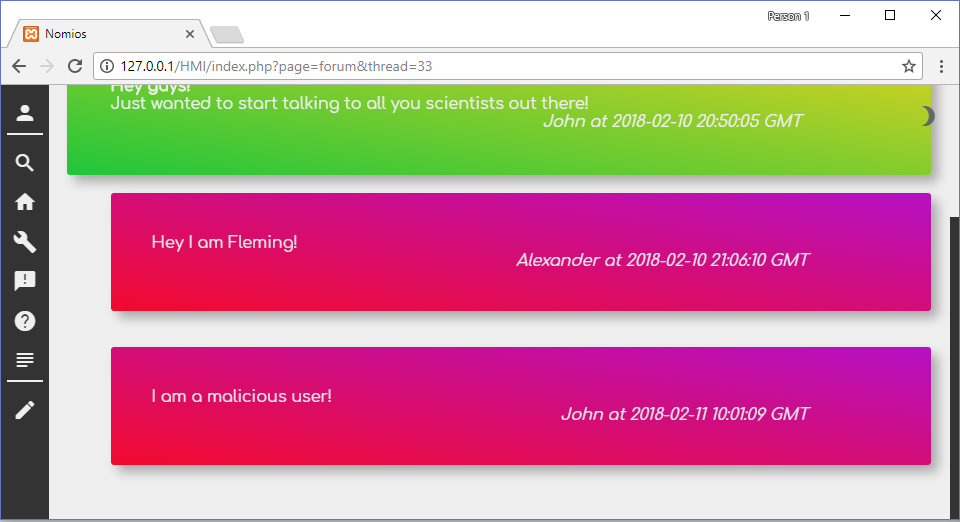 Person 1
Nomios
127.0.0.1/HMI/index.php?page=forum&thread=33
Hey guys!
Just wanted to start talking to all you scientists out there!
John at 2018-02-10 20:50:05 GMT
Hey I am Fleming!
Alexander at 2018-02-10 21:06:10 GMT
I am a malicious user!
John at 2018-02-11 10:01:09 GMT